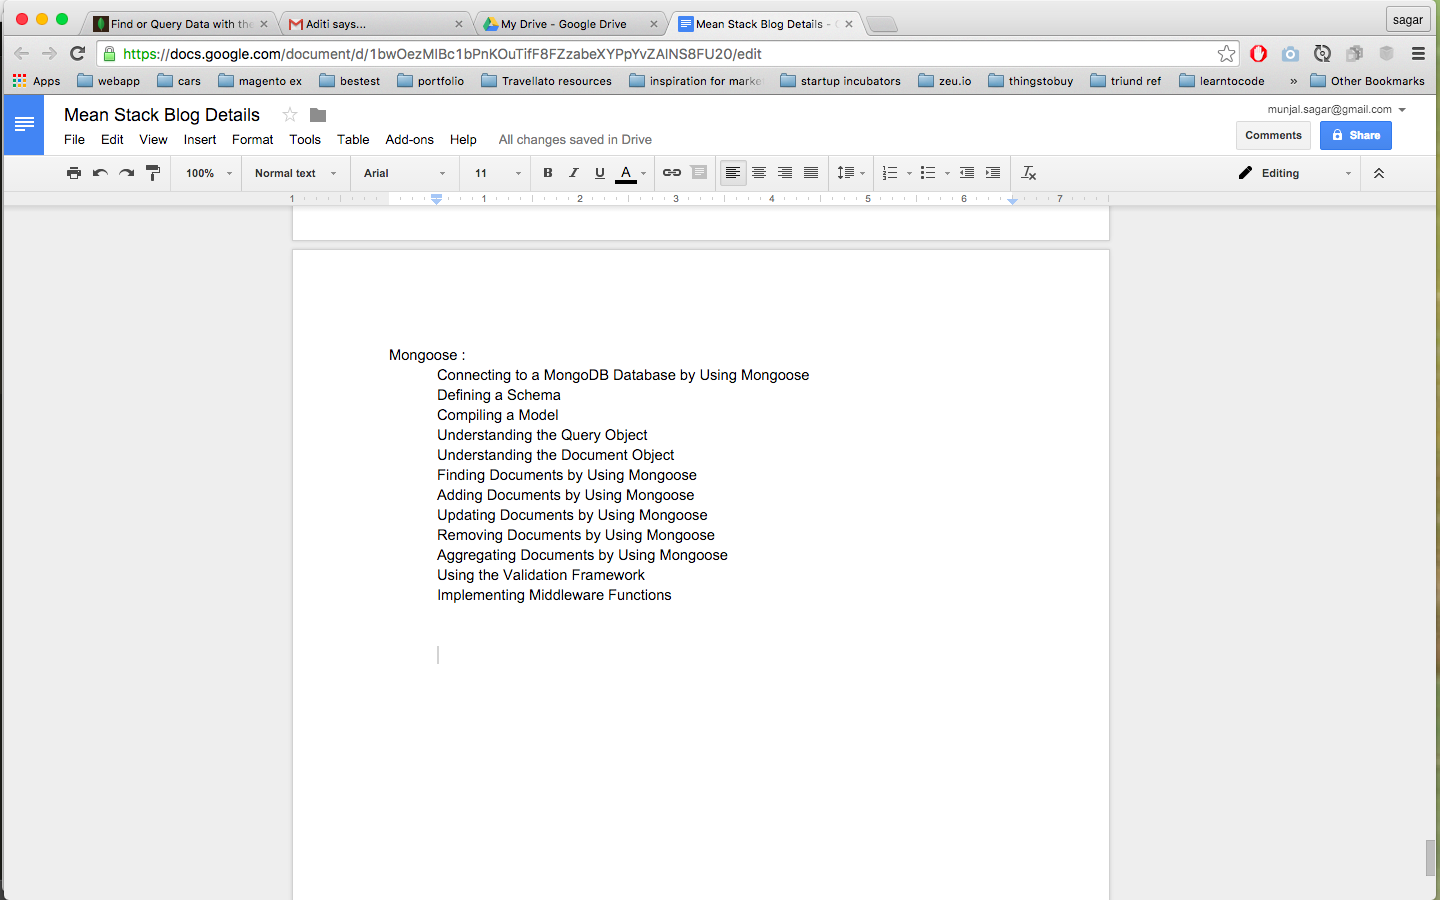 Find or Query Data with the
Aditi says...
My Drive - Google Drive
Mean Stack Blog Details -
sagar
https://docs.google.com/document/d/1bwOezMIBc1bPnKOuTifF8FZzabeXYPpYvZAINS8FU20/edit
Apps webapp cars magento ex bestest portfolio Travellato resources inspiration for marke startup incubators zeu.io thingstobuy triund ref learntocode » Other Bookmarks
Mean Stack Blog Details
munjal.sagar@gmail.com
File Edit View Insert Format Tools Table Add-ons Help All changes saved in Drive
Comments Share
100% Normal text Arial 11 B I U A Editing
1 1 2 3 4 5 6 7
Mongoose :
Connecting to a MongoDB Database by Using Mongoose
Defining a Schema
Compiling a Model
Understanding the Query Object
Understanding the Document Object
Finding Documents by Using Mongoose
Adding Documents by Using Mongoose
Updating Documents by Using Mongoose
Removing Documents by Using Mongoose
Aggregating Documents by Using Mongoose
Using the Validation Framework
Implementing Middleware Functions